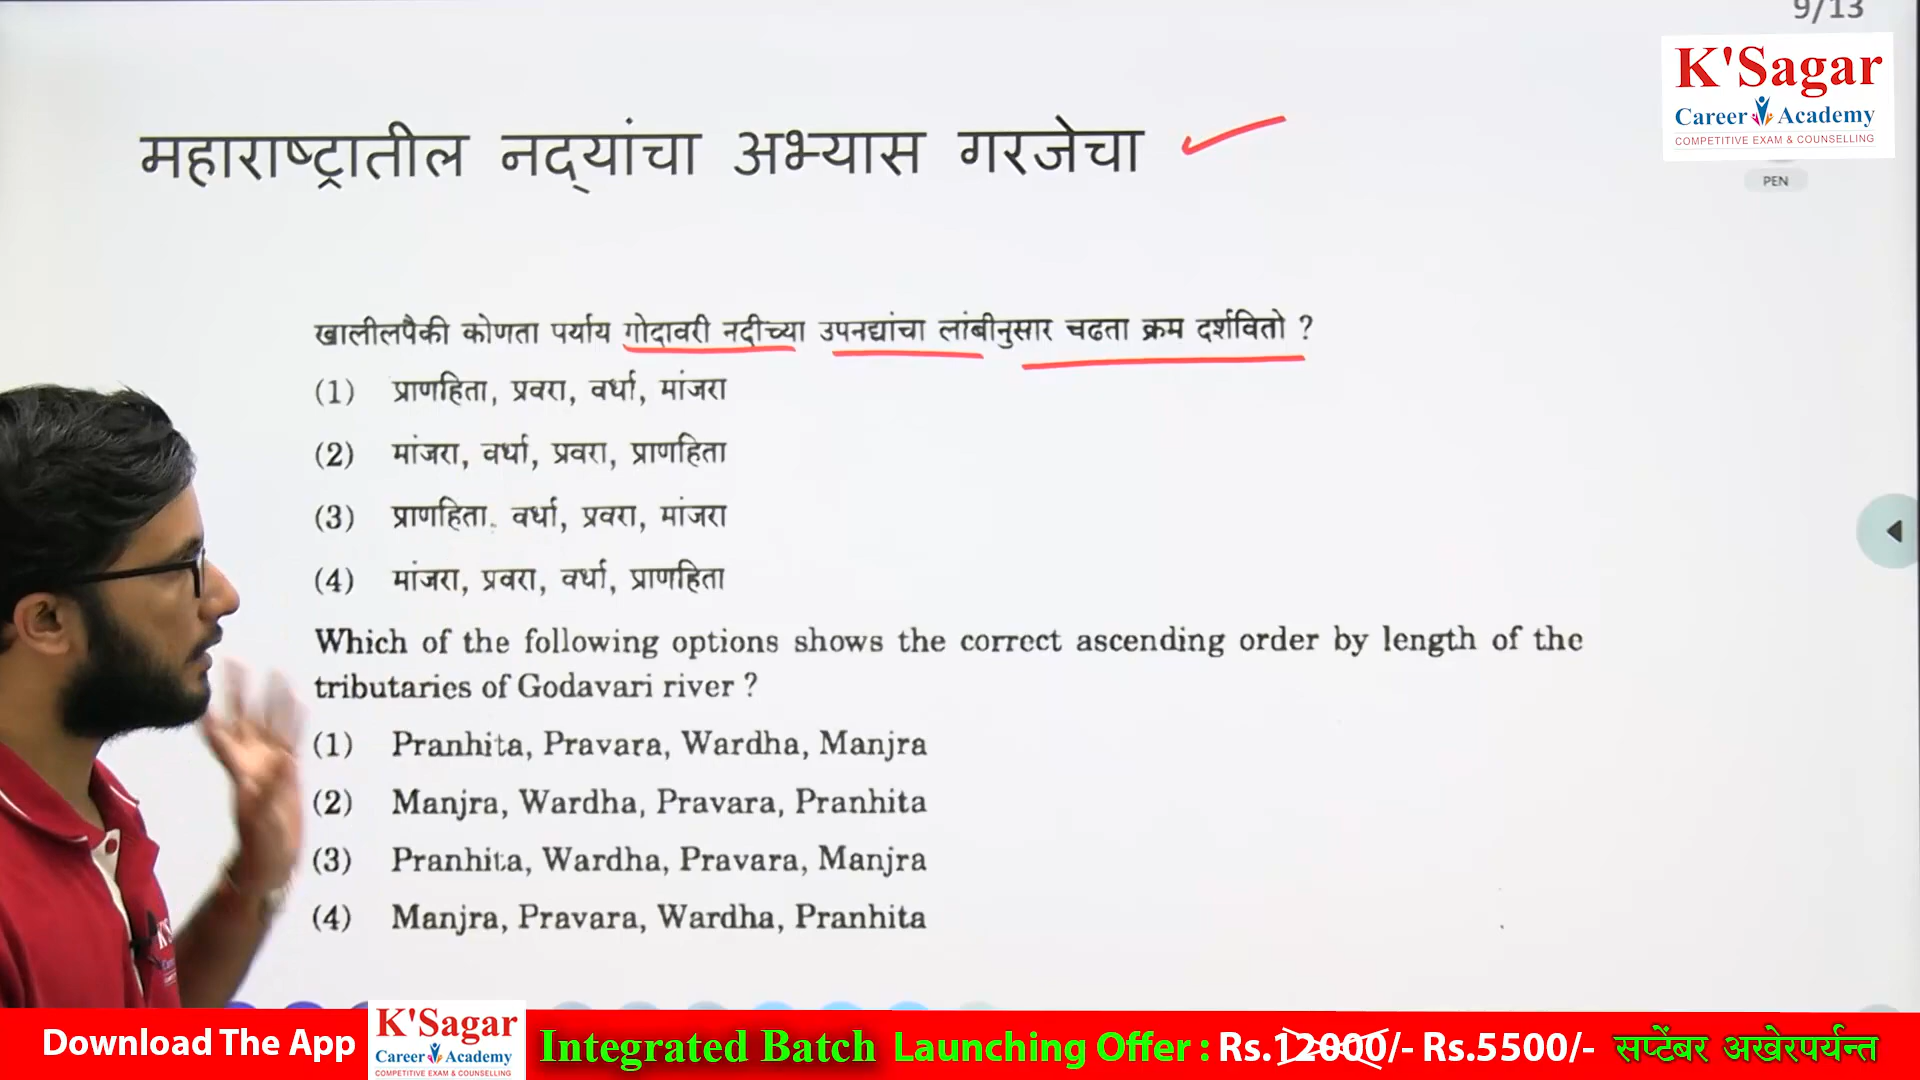 9/13
K'Sagar
Career Academy
COMPETITIVE EXAM & COUNSELLING
PEN
महाराष्ट्रातील नद्यांचा अभ्यास गरजेचा
खालीलपैकी कोणता पर्याय गोदावरी नदीच्या उपनद्यांचा लांबीनुसार चढता क्रम दर्शवितो ?
(1) प्राणहिता, प्रवरा, वर्धा, मांजरा
(2) मांजरा, वर्धा, प्रवरा, प्राणहिता
(3) प्राणहिता. वर्धा, प्रवरा, मांजरा
(4) मांजरा, प्रवरा, वर्धा, प्राणहिता
Which of the following options shows the correct ascending order by length of the
tributaries of Godavari river ?
(1) Pranhita, Pravara, Wardha, Manjra
(2) Manjra, Wardha, Pravara, Pranhita
(3) Pranhita, Wardha, Pravara, Manjra
(4) Manjra, Pravara, Wardha, Pranhita
Download The App K'Sagar Career Academy COMPETITIVE EXAM & COUNSELLING Integrated Batch Launching Offer : Rs.12000/- Rs.5500/- सप्टेंबर अखेरपर्यन्त